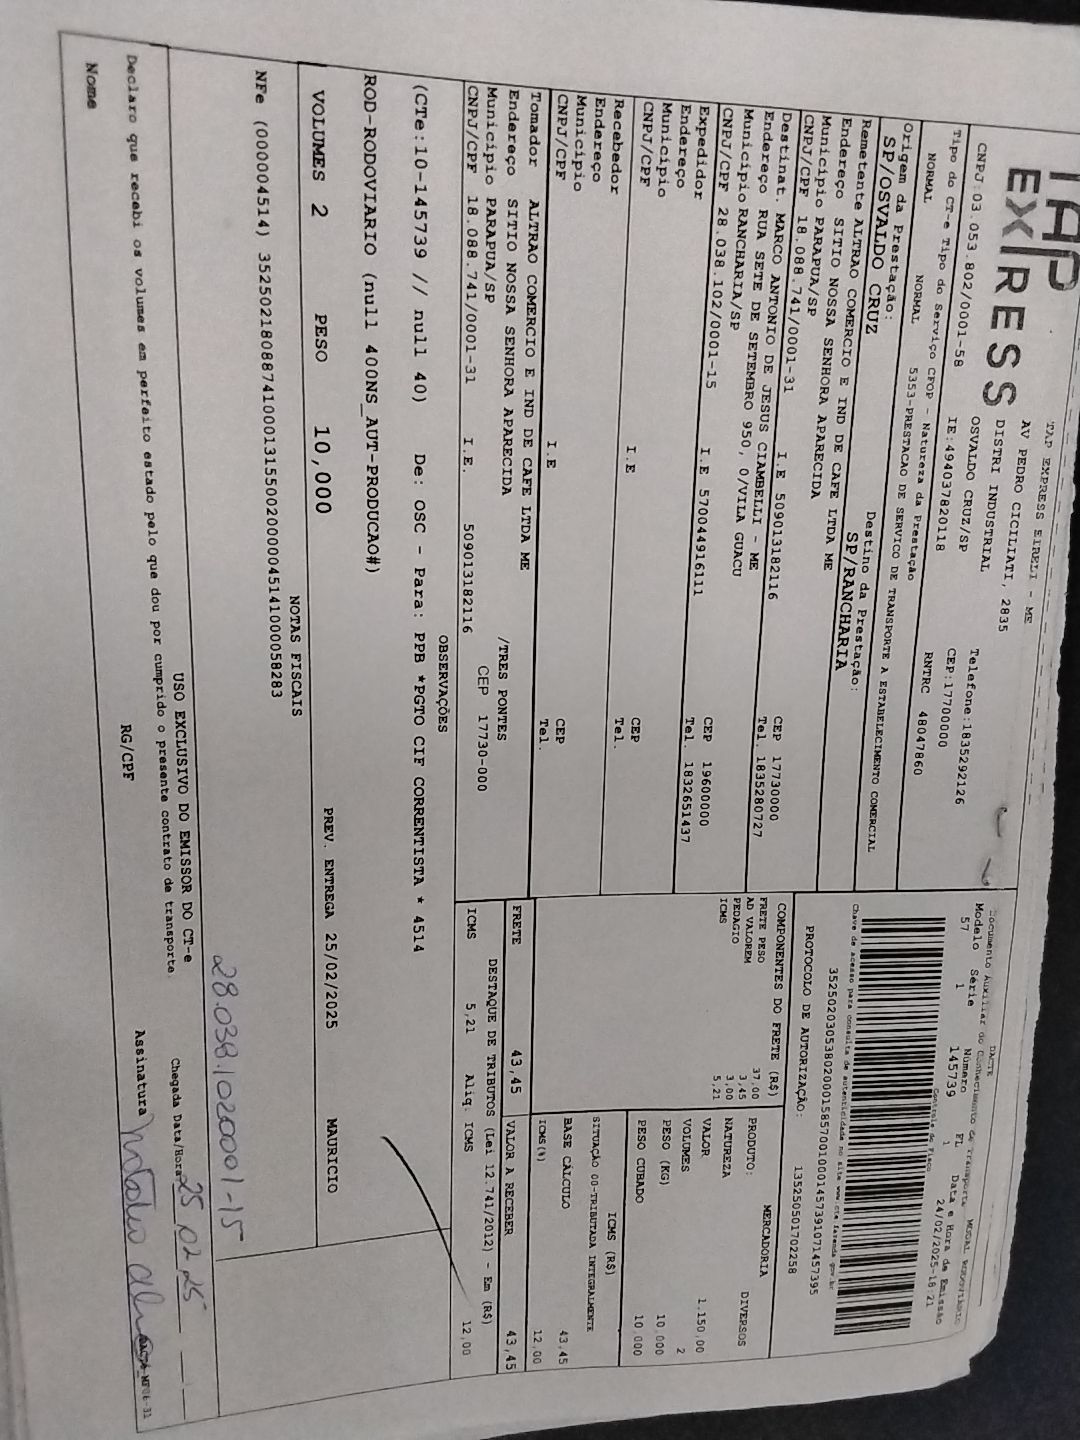 TAP EXPRESS
TAP EXPRESS EIRELI - ME
AV PEDRO CICILIATI, 2835
DISTRI INDUSTRIAL
OSVALDO CRUZ/SP
Telefone:1835292126
CNPJ:03.053.802/0001-58
IE:494037820118
CEP:17700000
Tipo do CT-e Tipo do Serviço CFOP - Natureza da Prestação
RNTRC 48047860
NORMAL NORMAL 5353-PRESTACAO DE SERVICO DE TRANSPORTE A ESTABELECIMENTO COMERCIAL
Origem da Prestação: Destino da Prestação:
SP/OSVALDO CRUZ SP/RANCHARIA
Remetente ALTRAO COMERCIO E IND DE CAFE LTDA ME
Endereço SITIO NOSSA SENHORA APARECIDA
Município PARAPUA/SP CEP 17730000
CNPJ/CPF 18.088.741/0001-31 I.E 509013182116 Tel. 1835280727
Destinat. MARCO ANTONIO DE JESUS CIAMBELLI - ME
Endereço RUA SETE DE SETEMBRO 950, 0/VILA GUACU
Município RANCHARIA/SP CEP 19600000
CNPJ/CPF 28.038.102/0001-15 I.E 570044916111 Tel. 1832651437
Expedidor
Endereço
Município CEP
CNPJ/CPF I.E Tel.
Recebedor
Endereço
Município CEP
CNPJ/CPF I.E Tel.
Tomador ALTRAO COMERCIO E IND DE CAFE LTDA ME
Endereço SITIO NOSSA SENHORA APARECIDA /TRES PONTES
Município PARAPUA/SP CEP 17730-000
CNPJ/CPF 18.088.741/0001-31 I.E. 509013182116
DACTE
Documento Auxiliar do Conhecimento de Transporte MODAL RODOVIARIO
Modelo Série Número FL Data e Hora de Emissão
57 1 145739 1 24/02/2025-18:21
Controle do Fisco
Chave de acesso para consulta de autenticidade no site www.cte.fazenda.gov.br
35250203053802000158570010001457391071457395
PROTOCOLO DE AUTORIZAÇÃO: 135250501702258
COMPONENTES DO FRETE (R$)
FRETE PESO 37,00
AD VALOREM 3,45
PEDAGIO 3,00
ICMS 5,21
MERCADORIA
PRODUTO: DIVERSOS
NATUREZA
VALOR 1.150,00
VOLUMES 2
PESO (KG) 10,000
PESO CUBADO 10,000
ICMS (R$)
SITUAÇÃO 00-TRIBUTADA INTEGRALMENTE
BASE CÁLCULO 43,45
ICMS (%) 12,00
FRETE 43,45 VALOR A RECEBER 43,45
DESTAQUE DE TRIBUTOS (Lei 12.741/2012) - Em (R$)
ICMS 5,21 Aliq. ICMS 12,00
OBSERVAÇÕES
(CTe:10-145739 // null 40) De: OSC - Para: PPB *PGTO CIF CORRENTISTA * 4514
ROD-RODOVIARIO (null 400NS_AUT-PRODUCAO#)
VOLUMES 2 PESO 10,000 PREV. ENTREGA 25/02/2025 MAURICIO
NOTAS FISCAIS
NFe (000004514) 35250218088741000131550020000045141000058283
28.038.1020001-15
USO EXCLUSIVO DO EMISSOR DO CT-e
Chegada Data/Hora 25.02.25
Declaro que recebi os volumes em perfeito estado pelo que dou por cumprido o presente contrato de transporte.
Nome RG/CPF Assinatura